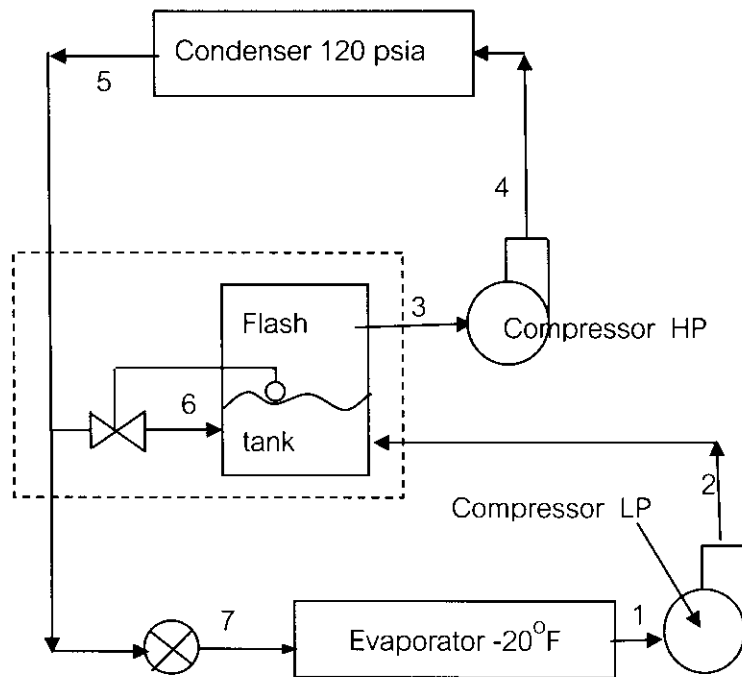 Condenser 120 psia
5
4
3
Flash
Compressor HP
6
tank
2
Compressor LP
7
1
Evaporator -20°F